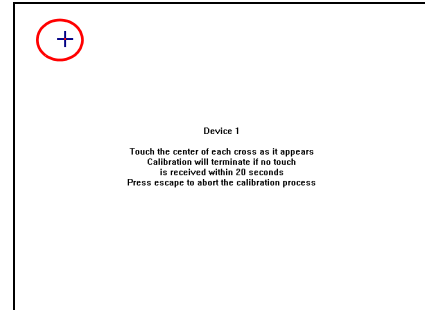 Device 1
Touch the center of each cross as it appears
Calibration will terminate if no touch
is received within 20 seconds
Press escape to abort the calibration process